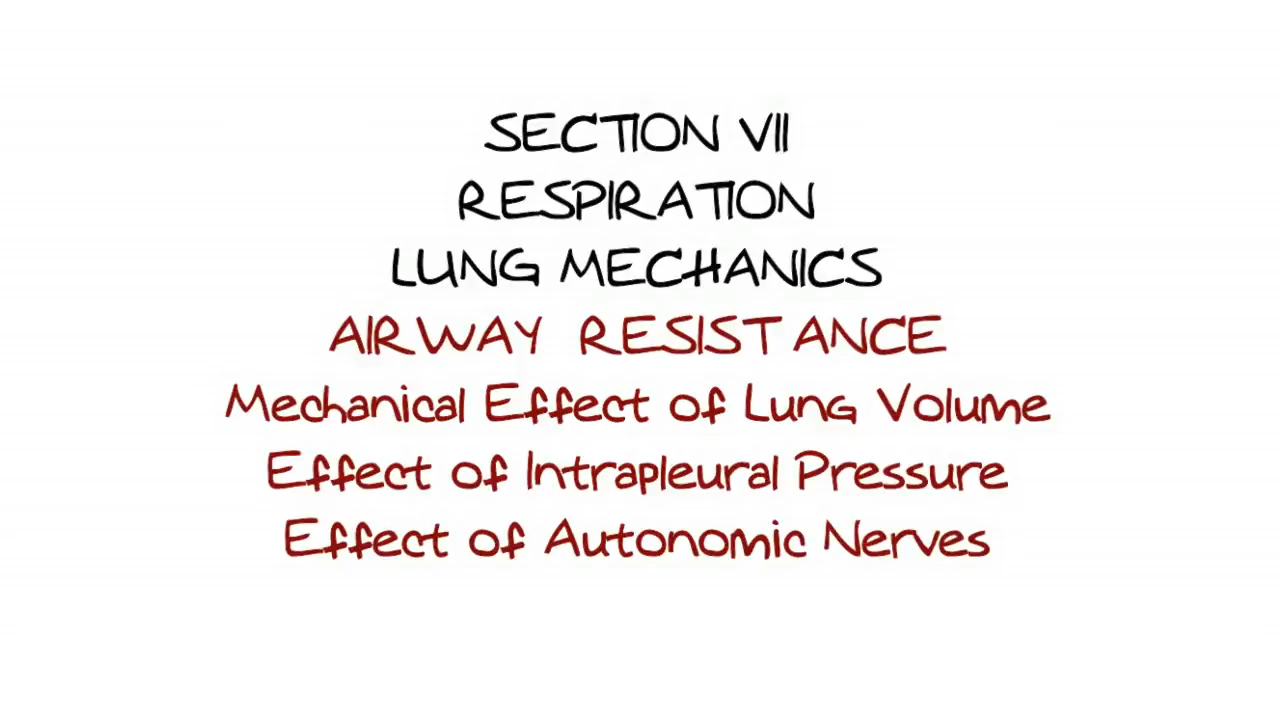 SECTION VII
RESPIRATION
LUNG MECHANICS
AIRWAY RESISTANCE
Mechanical Effect of Lung Volume
Effect of Intrapleural Pressure
Effect of Autonomic Nerves